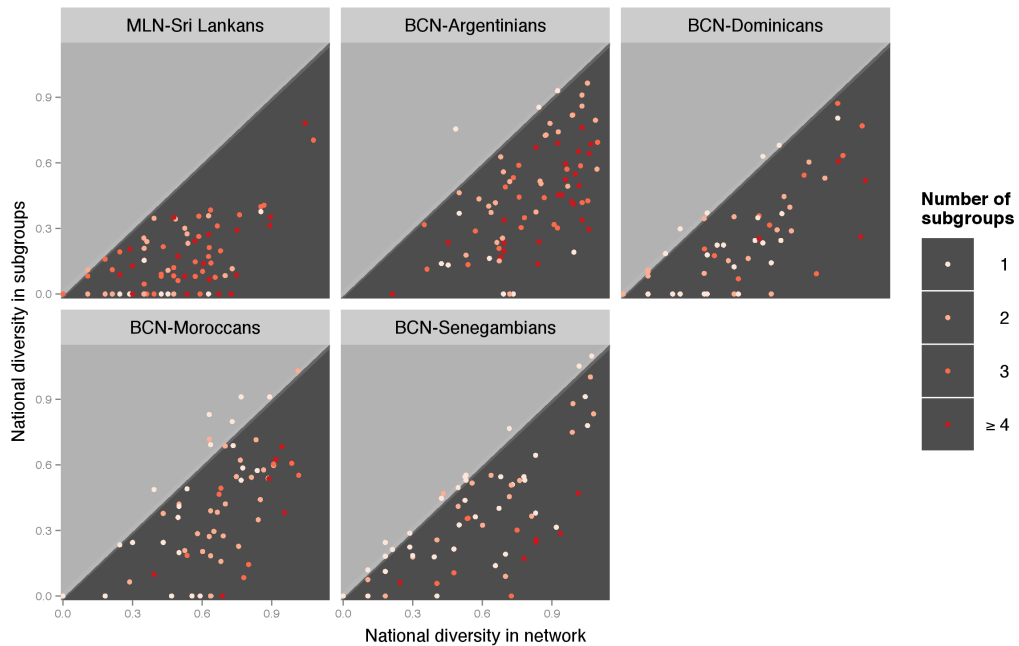 MLN-Sri Lankans
BCN-Argentinians
BCN-Dominicans
0.9
0.6
0.3
0.0
BCN-Moroccans
BCN-Senegambians
0.9
0.6
0.3
0.0
0.0
0.3
0.6
0.9
0.0
0.3
0.6
0.9
National diversity in network
National diversity in subgroups
Number of
subgroups
1
2
3
≥ 4